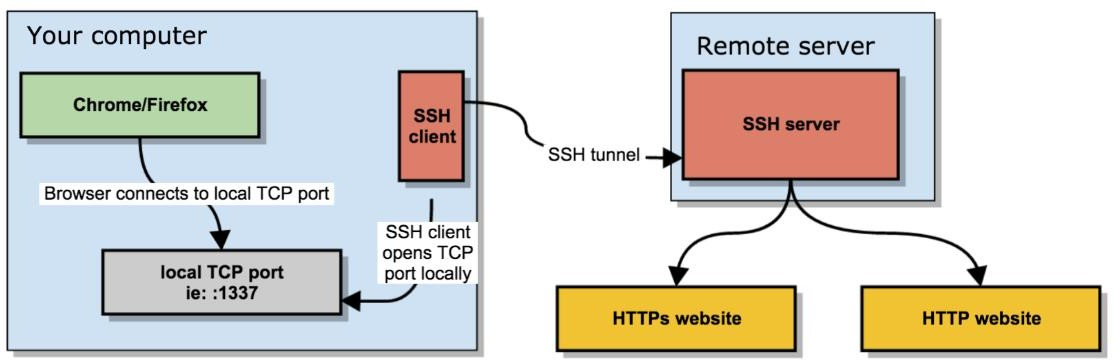 Your computer
Chrome/Firefox
Browser connects to local TCP port
local TCP port
ie: :1337
SSH
client
SSH client
opens TCP
port locally
SSH tunnel
Remote server
SSH server
HTTPs website
HTTP website